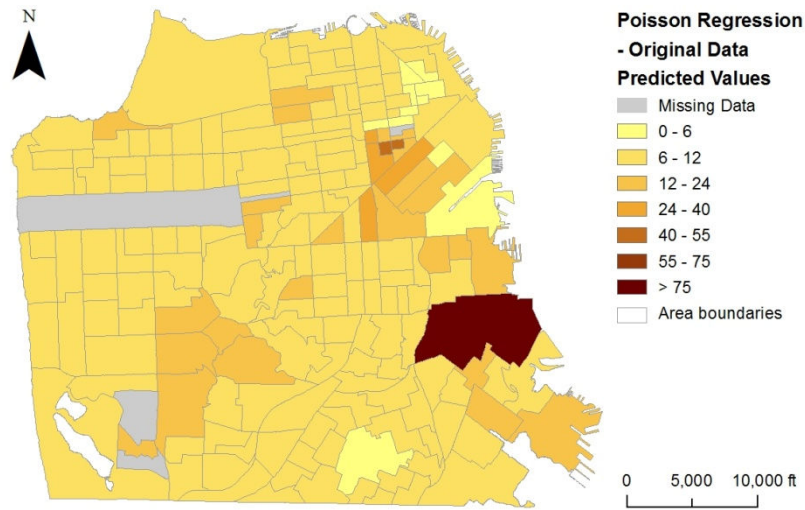 N
Poisson Regression
- Original Data
Predicted Values
Missing Data
0 - 6
6 - 12
12 - 24
24 - 40
40 - 55
55 - 75
> 75
Area boundaries
0 5,000 10,000 ft